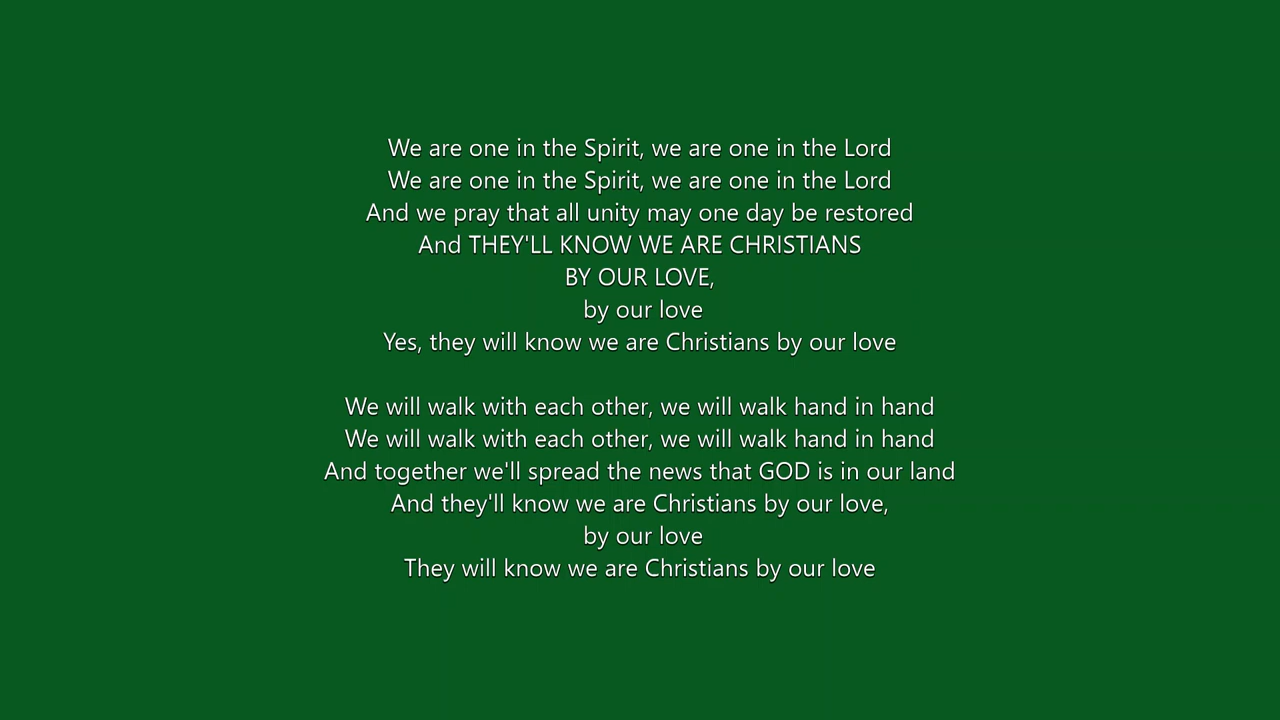 We are one in the Spirit, we are one in the Lord
We are one in the Spirit, we are one in the Lord
And we pray that all unity may one day be restored
And THEY'LL KNOW WE ARE CHRISTIANS
BY OUR LOVE,
by our love
Yes, they will know we are Christians by our love
We will walk with each other, we will walk hand in hand
We will walk with each other, we will walk hand in hand
And together we'll spread the news that GOD is in our land
And they'll know we are Christians by our love,
by our love
They will know we are Christians by our love